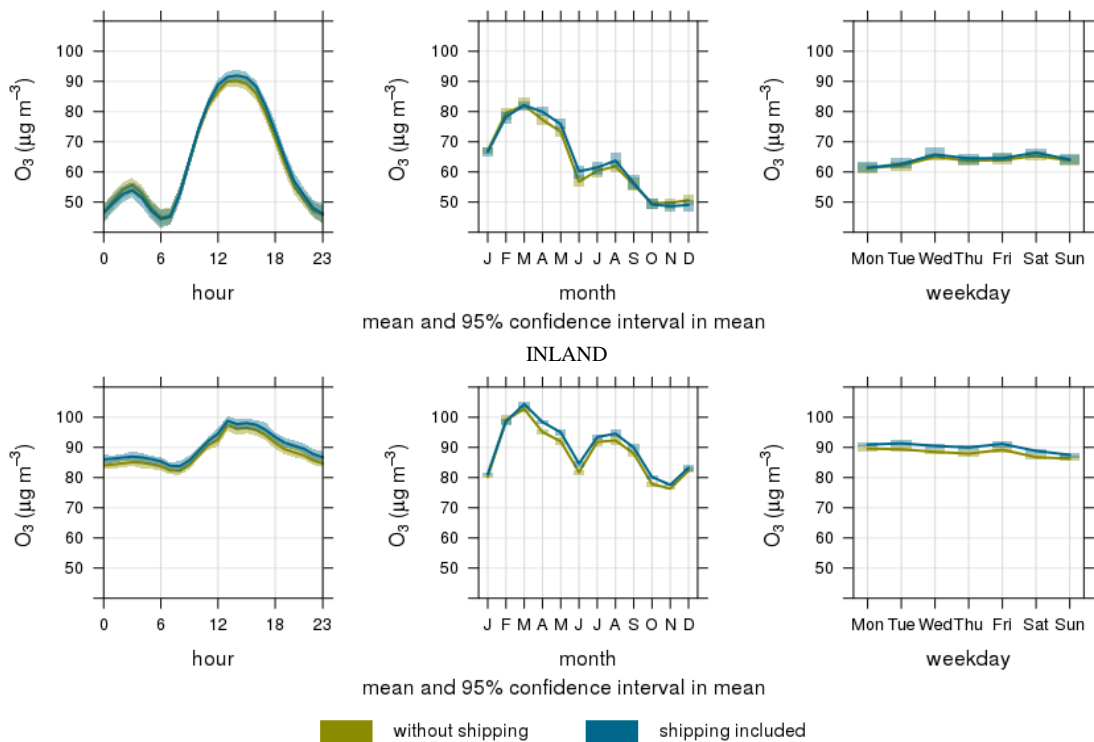 O₃ (µg m⁻³)
100
90
80
70
60
50
0 6 12 18 23
hour
O₃ (µg m⁻³)
100
90
80
70
60
50
J F M A M J J A S O N D
month
O₃ (µg m⁻³)
100
90
80
70
60
50
Mon Tue Wed Thu Fri Sat Sun
weekday
mean and 95% confidence interval in mean
INLAND
O₃ (µg m⁻³)
100
90
80
70
60
50
0 6 12 18 23
hour
O₃ (µg m⁻³)
100
90
80
70
60
50
J F M A M J J A S O N D
month
O₃ (µg m⁻³)
100
90
80
70
60
50
Mon Tue Wed Thu Fri Sat Sun
weekday
mean and 95% confidence interval in mean
without shipping shipping included